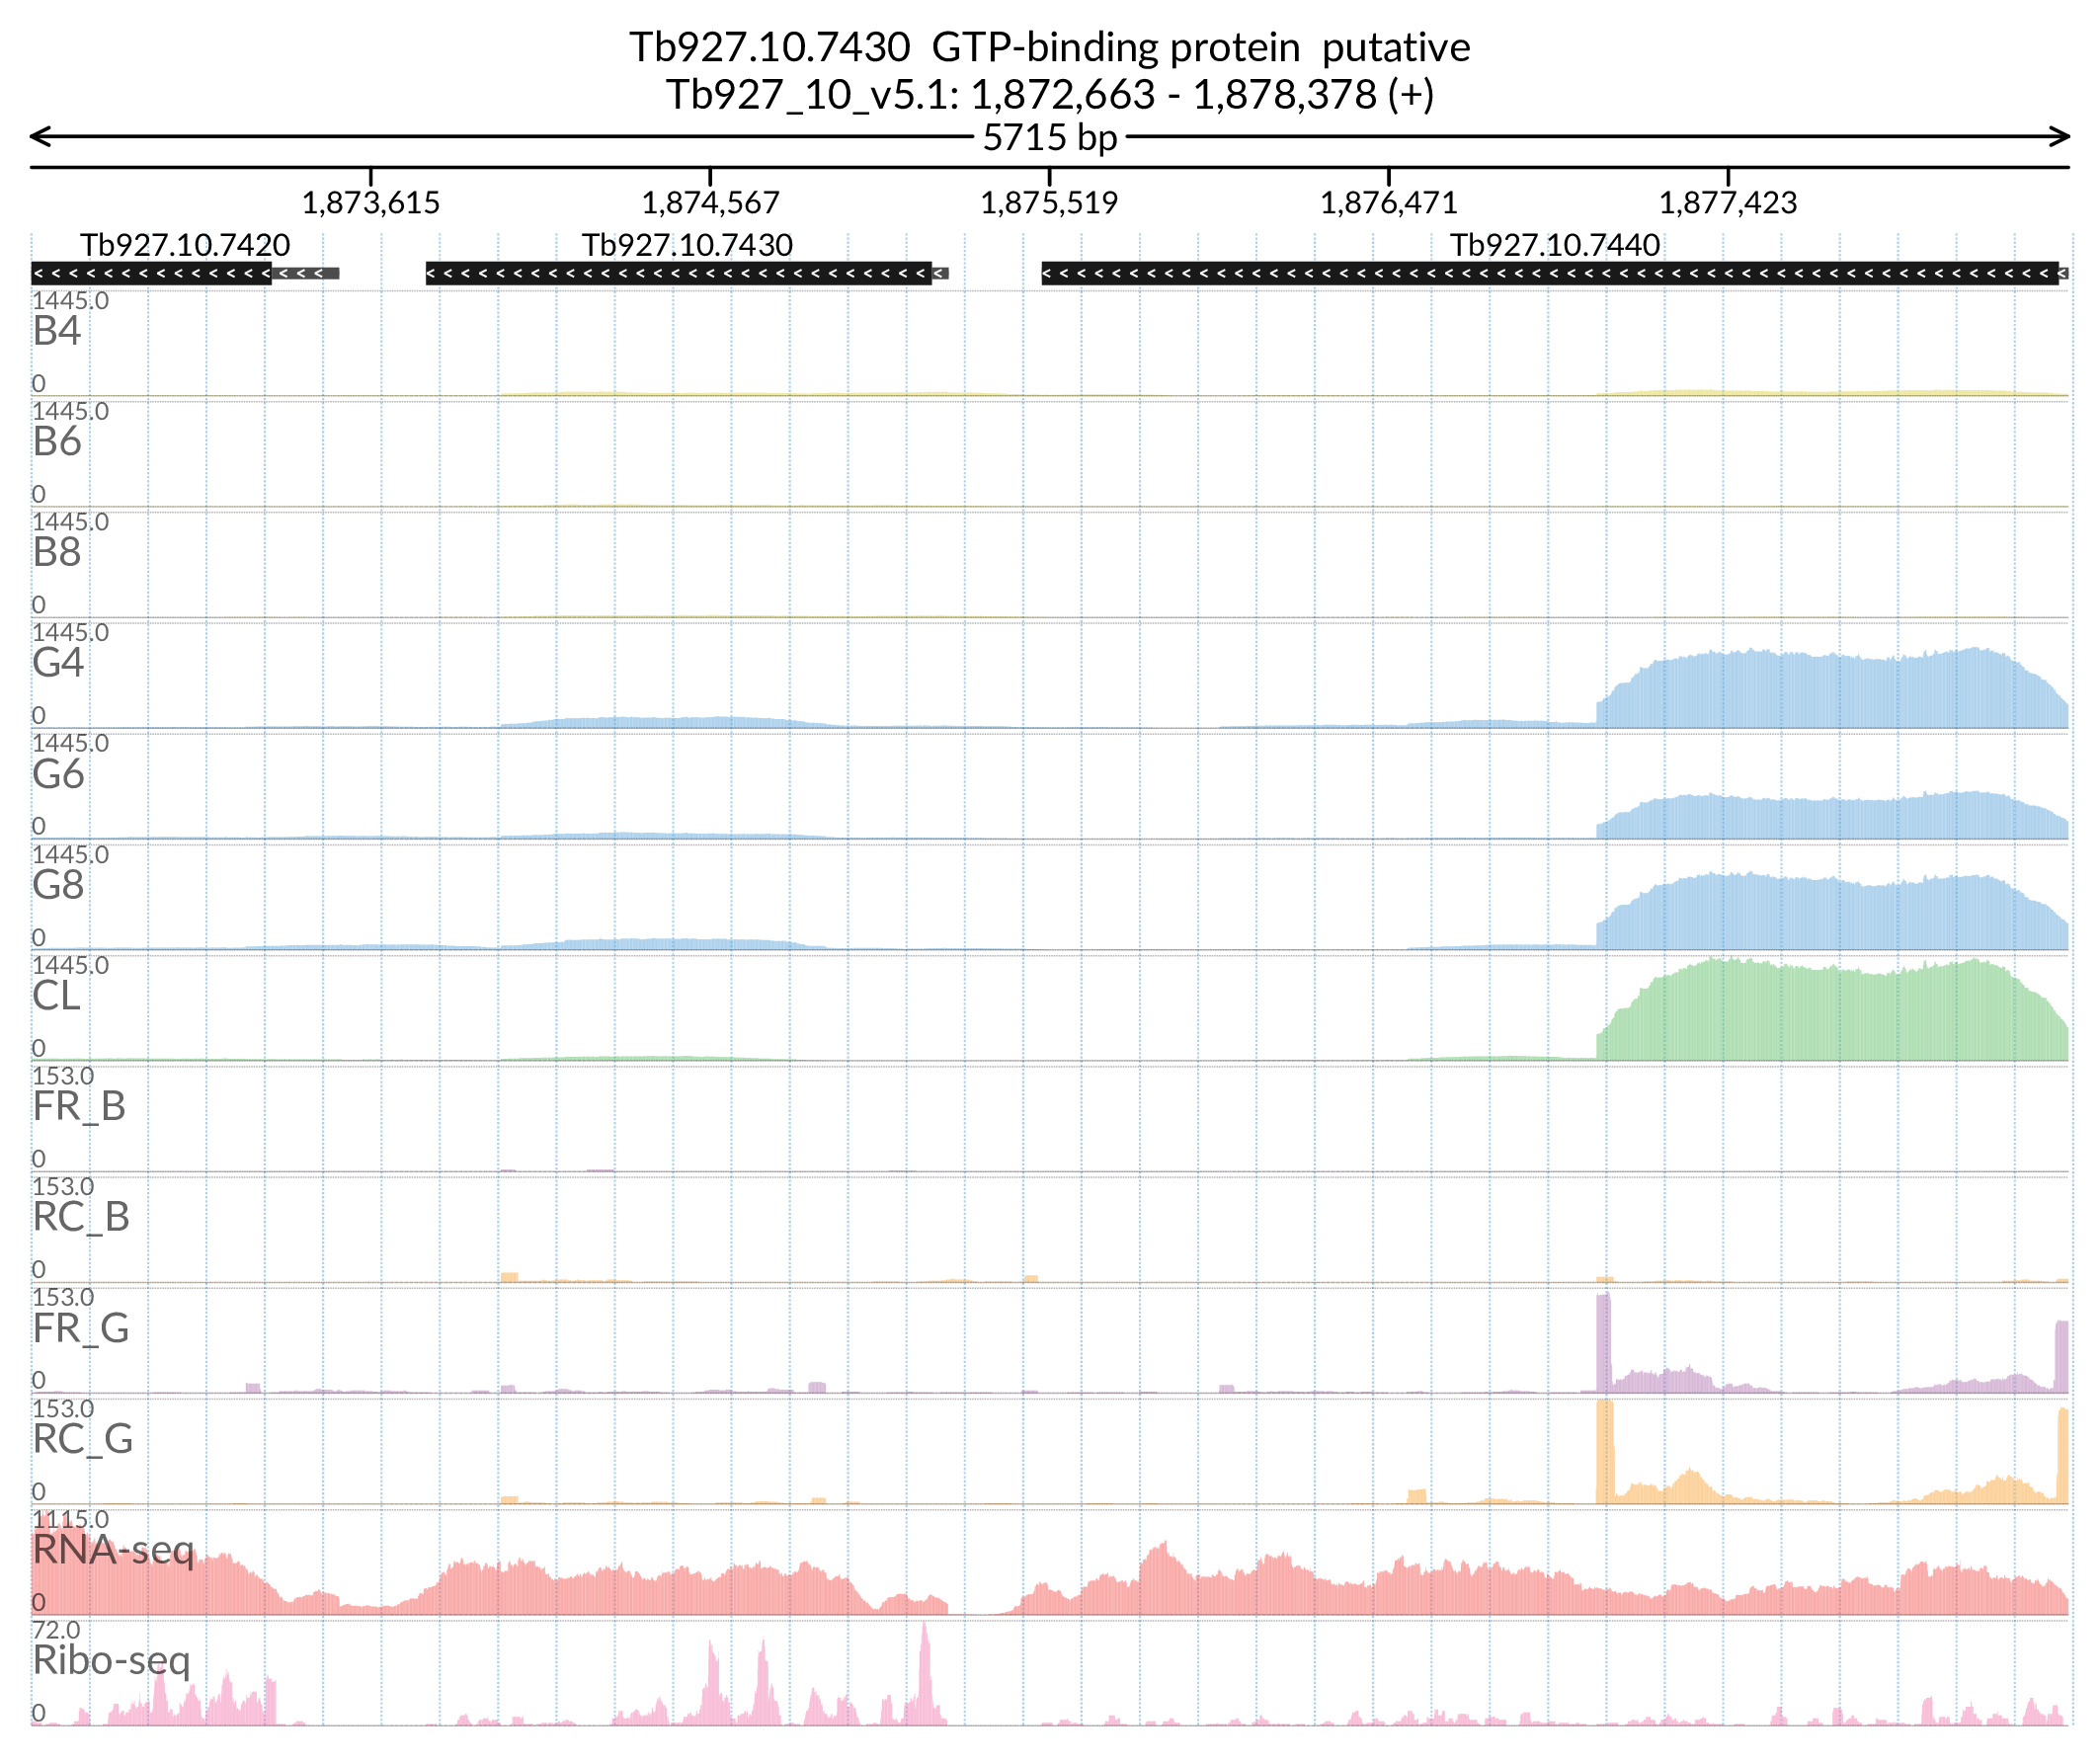 Tb927.10.7430 GTP-binding protein putative
Tb927_10_v5.1: 1,872,663 - 1,878,378 (+)
5715 bp
1,873,615 1,874,567 1,875,519 1,876,471 1,877,423
Tb927.10.7420 Tb927.10.7430 Tb927.10.7440
1445.0
B4
0
1445.0
B6
0
1445.0
B8
0
1445.0
G4
0
1445.0
G6
0
1445.0
G8
0
1445.0
CL
0
153.0
FR_B
0
153.0
RC_B
0
153.0
FR_G
0
153.0
RC_G
0
1115.0
RNA-seq
0
72.0
Ribo-seq
0